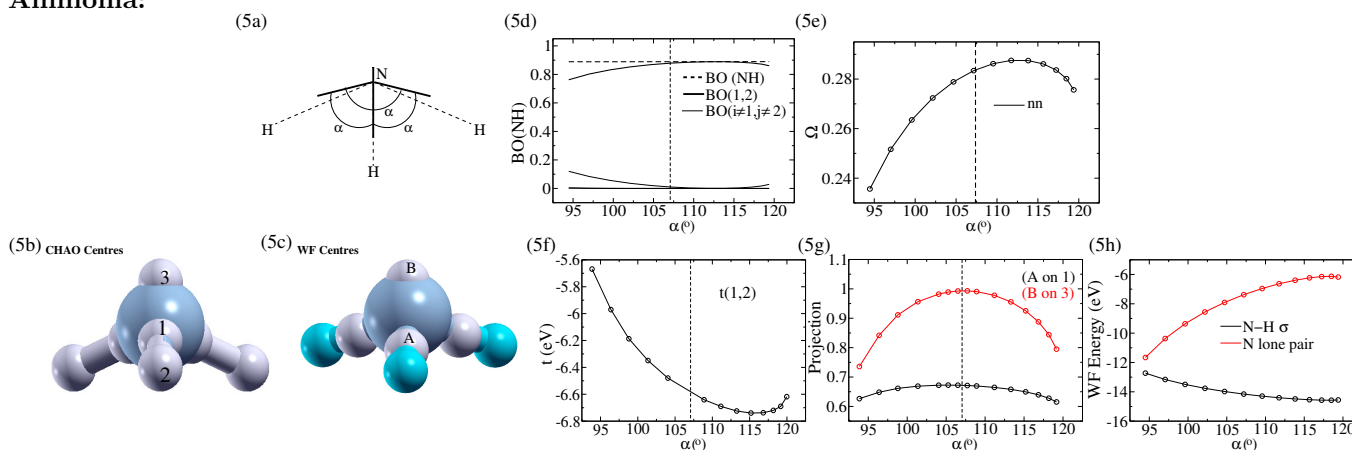 Ammonia:
(5a)
N
α
α
α
H
H
H
(5d)
1
0.8
0.6
0.4
0.2
0
BO(NH)
BO (NH)
BO(1,2)
BO(i≠1,j≠2)
95 100 105 110 115 120
α(º)
(5e)
0.28
0.26
0.24
Ω
nn
95 100 105 110 115 120
α(º)
(5b) CHAO Centres
3
1
2
(5c) WF Centres
B
A
(5f)
-5.6
-5.8
-6
-6.2
-6.4
-6.6
-6.8
t (eV)
t(1,2)
95 100 105 110 115 120
α(º)
(5g)
1.1
1
0.9
0.8
0.7
0.6
Projection
(A on 1)
(B on 3)
95 100 105 110 115 120
α(º)
(5h)
-6
-8
-10
-12
-14
-16
WF Energy (eV)
N−H σ
N lone pair
95 100 105 110 115 120
α(º)